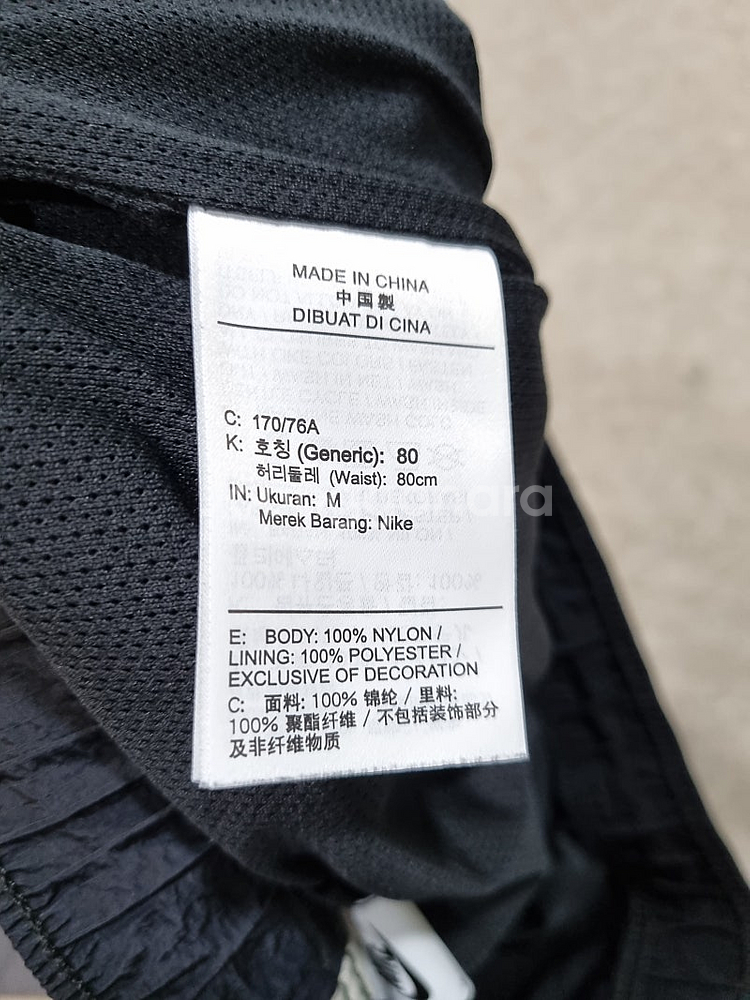 MADE IN CHINA
中国製
DIBUAT DI CINA
C: 170/76A
K: 호칭 (Generic): 80
허리둘레 (Waist): 80cm
IN: Ukuran: M
Merek Barang: Nike
E: BODY: 100% NYLON /
LINING: 100% POLYESTER /
EXCLUSIVE OF DECORATION
C: 面料: 100% 锦纶 / 里料:
100% 聚酯纤维 / 不包括装饰部分
及非纤维物质